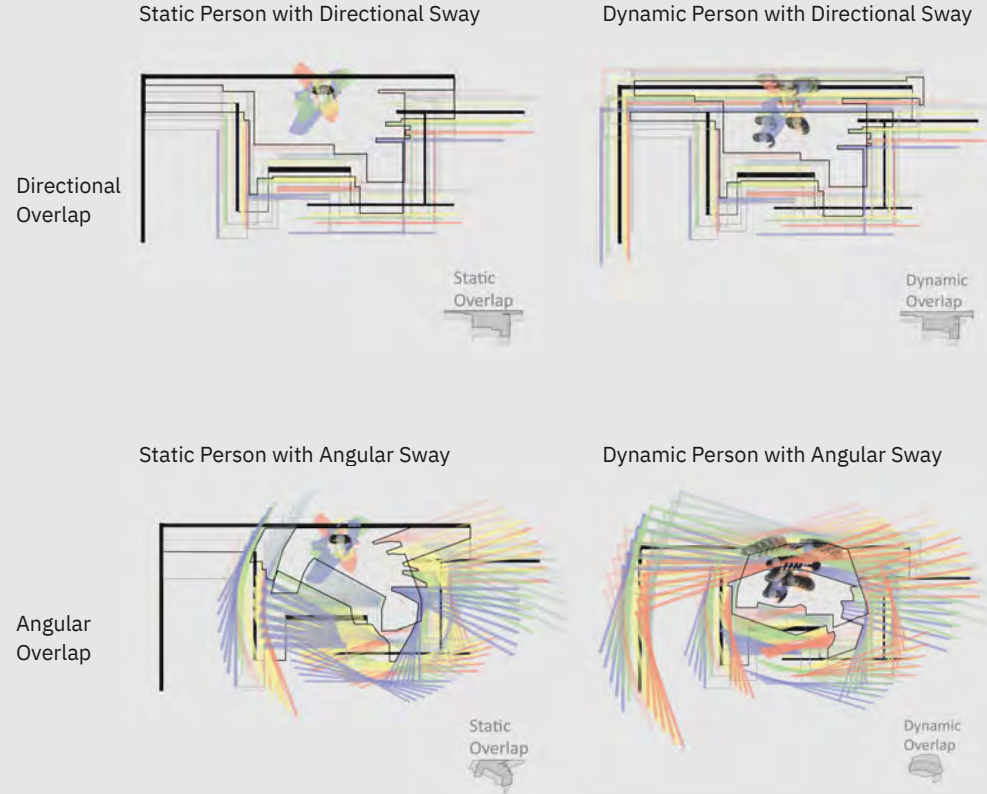 Static Person with Directional Sway
Dynamic Person with Directional Sway
Directional
Overlap
Static
Overlap
Dynamic
Overlap
Static Person with Angular Sway
Dynamic Person with Angular Sway
Angular
Overlap
Static
Overlap
Dynamic
Overlap